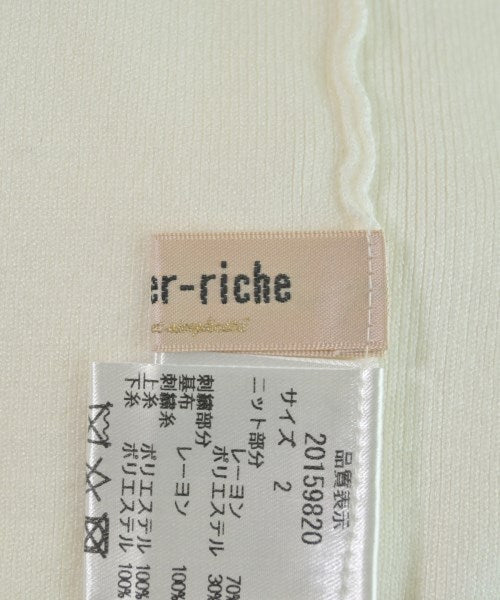 er-riche
品質表示
20159820
サイズ 2
ニット部分
レーヨン 70%
ポリエステル 30%
刺繍部分
基布 レーヨン 100%
刺繍糸
上糸 ポリエステル 100%
下糸 ポリエステル 100%